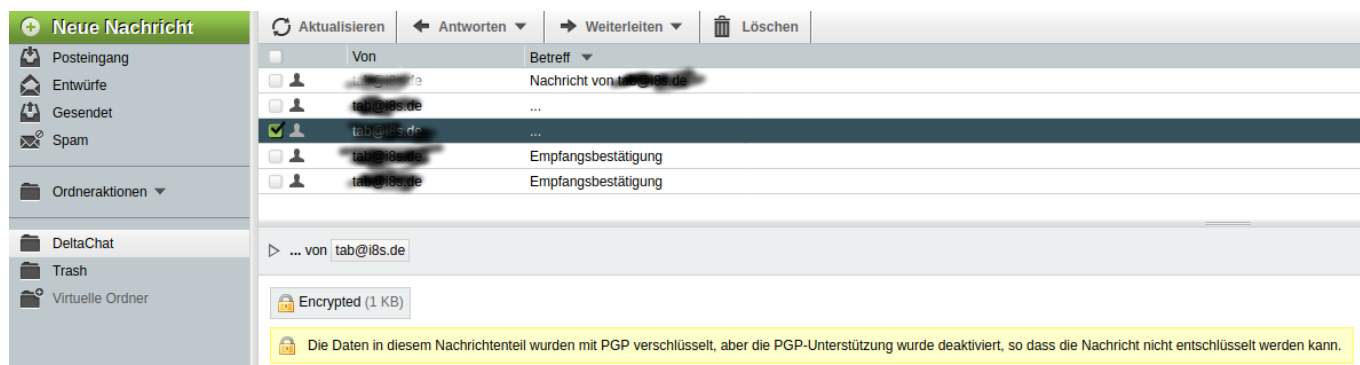 Neue Nachricht
Posteingang
Entwürfe
Gesendet
Spam
Ordneraktionen
DeltaChat
Trash
Virtuelle Ordner
Aktualisieren Antworten Weiterleiten Löschen
Von Betreff
Nachricht von
...
...
Empfangsbestätigung
Empfangsbestätigung
... von tab@i8s.de
Encrypted (1 KB)
Die Daten in diesem Nachrichtenteil wurden mit PGP verschlüsselt, aber die PGP-Unterstützung wurde deaktiviert, so dass die Nachricht nicht entschlüsselt werden kann.